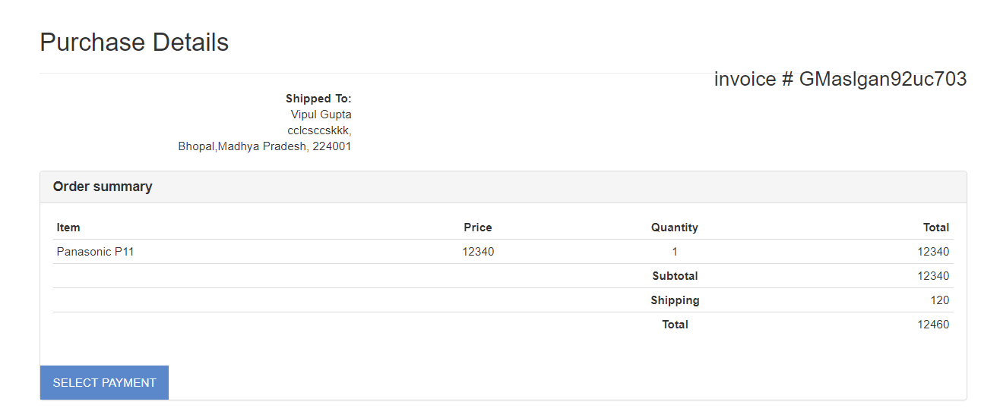 Purchase Details
invoice # GMaslgan92uc703
Shipped To:
Vipul Gupta
cclcsccskkk,
Bhopal,Madhya Pradesh, 224001
Order summary
Item Price Quantity Total
Panasonic P11 12340 1 12340
Subtotal 12340
Shipping 120
Total 12460
SELECT PAYMENT